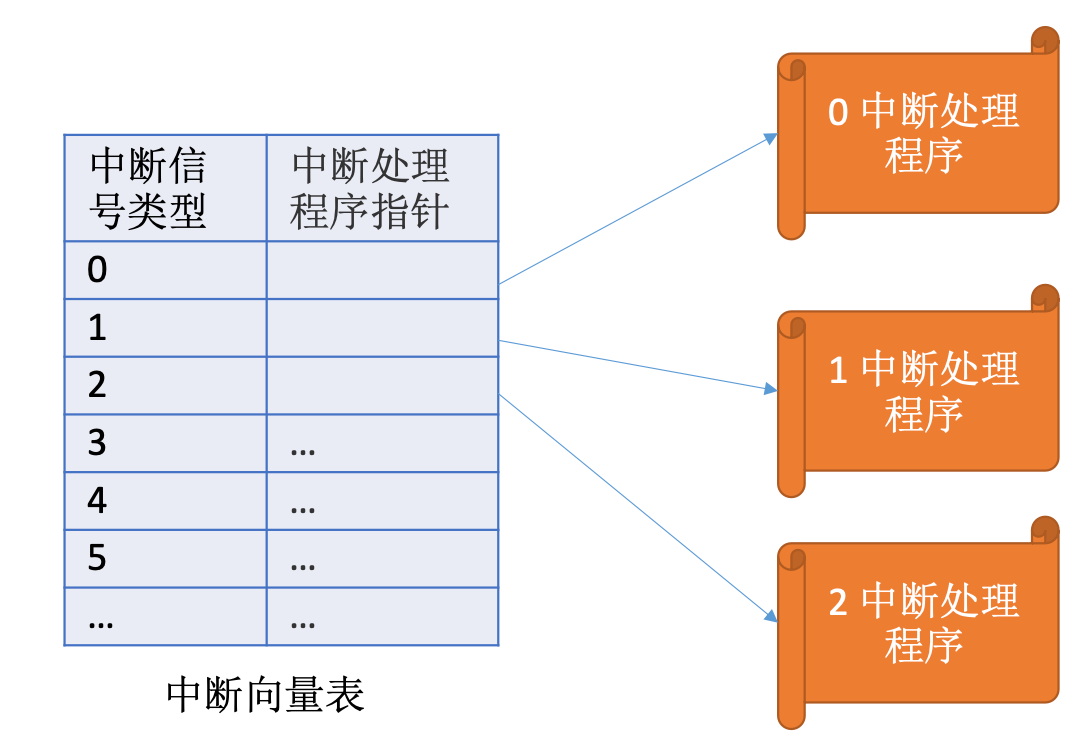 中断信
号类型
中断处理
程序指针
0
1
2
3
...
4
...
5
...
...
...
中断向量表
0 中断处理
程序
1 中断处理
程序
2 中断处理
程序